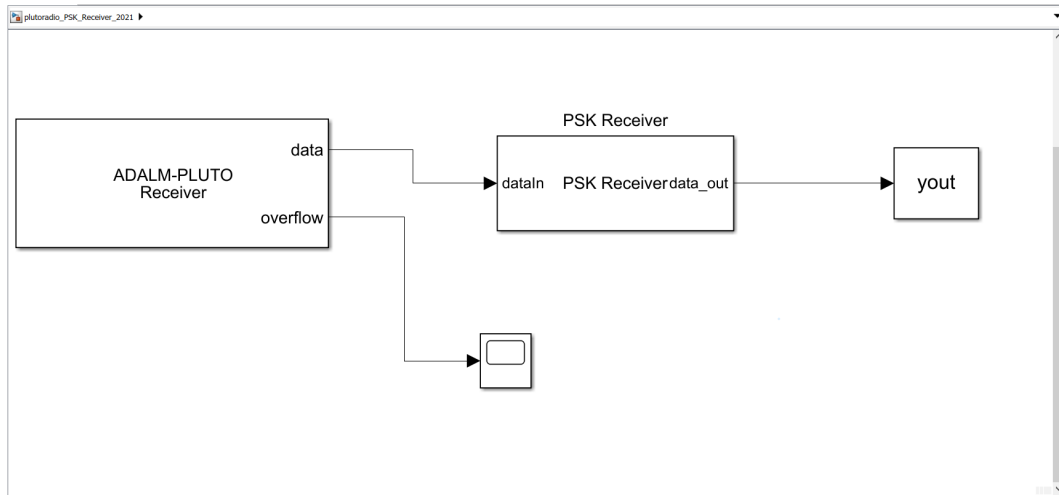 plutoradio_PSK_Receiver_2021
PSK Receiver
data
ADALM-PLUTO
Receiver
overflow
dataIn
PSK Receiver
data_out
yout